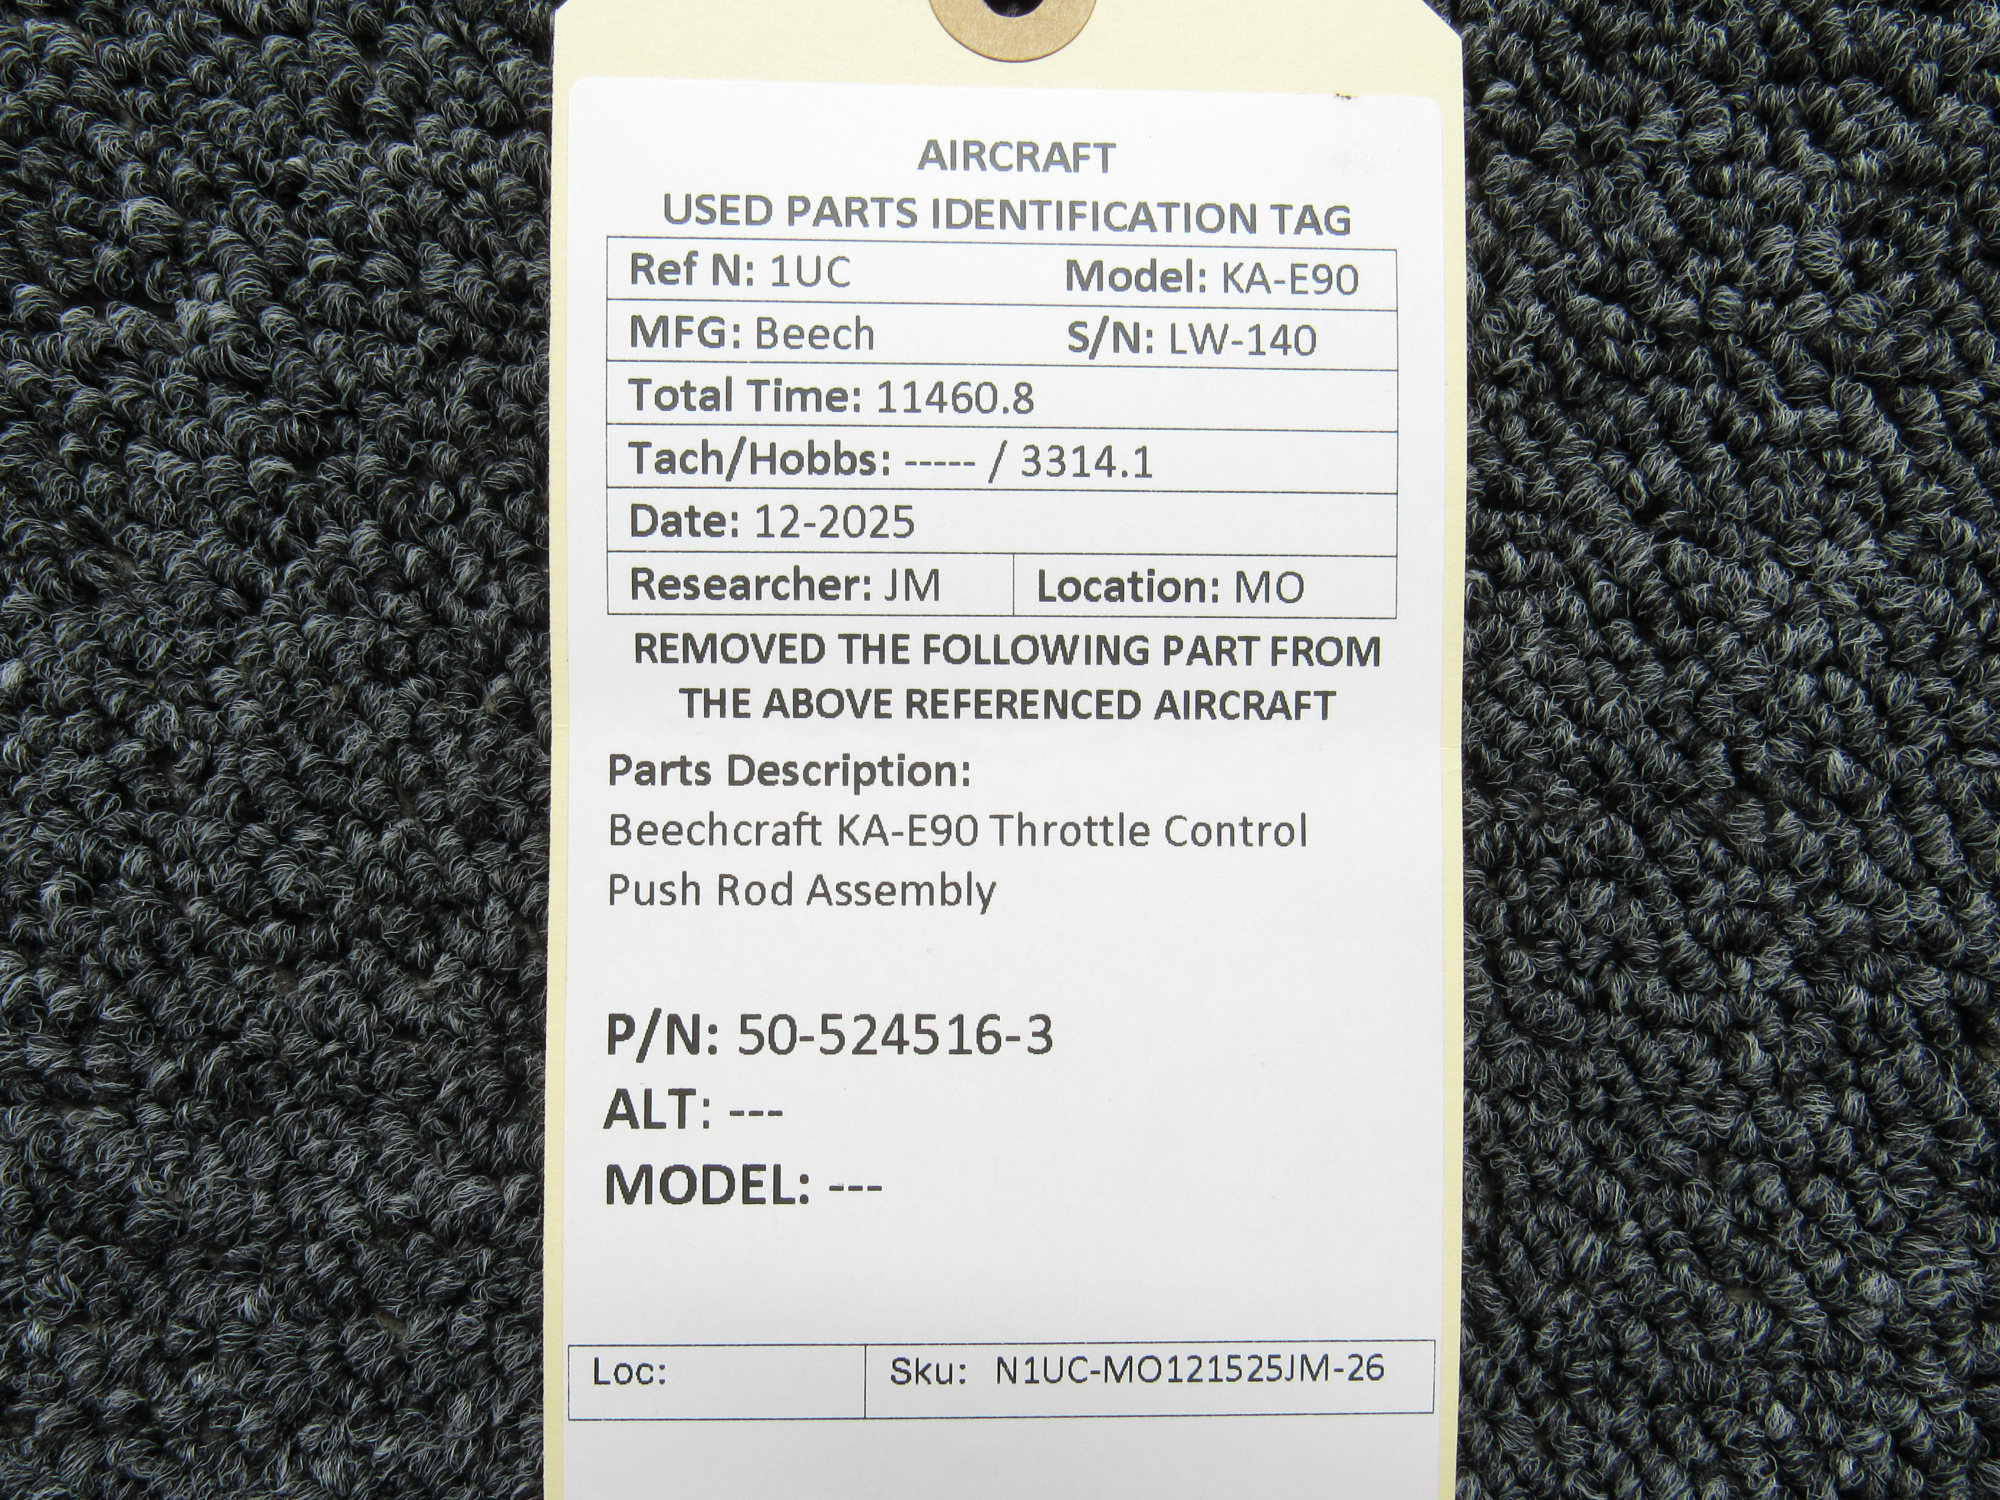 AIRCRAFT
USED PARTS IDENTIFICATION TAG
Ref N: 1UC Model: KA-E90
MFG: Beech S/N: LW-140
Total Time: 11460.8
Tach/Hobbs: ----- / 3314.1
Date: 12-2025
Researcher: JM Location: MO
REMOVED THE FOLLOWING PART FROM
THE ABOVE REFERENCED AIRCRAFT
Parts Description:
Beechcraft KA-E90 Throttle Control
Push Rod Assembly
P/N: 50-524516-3
ALT: ---
MODEL: ---
Loc: Sku: N1UC-MO121525JM-26